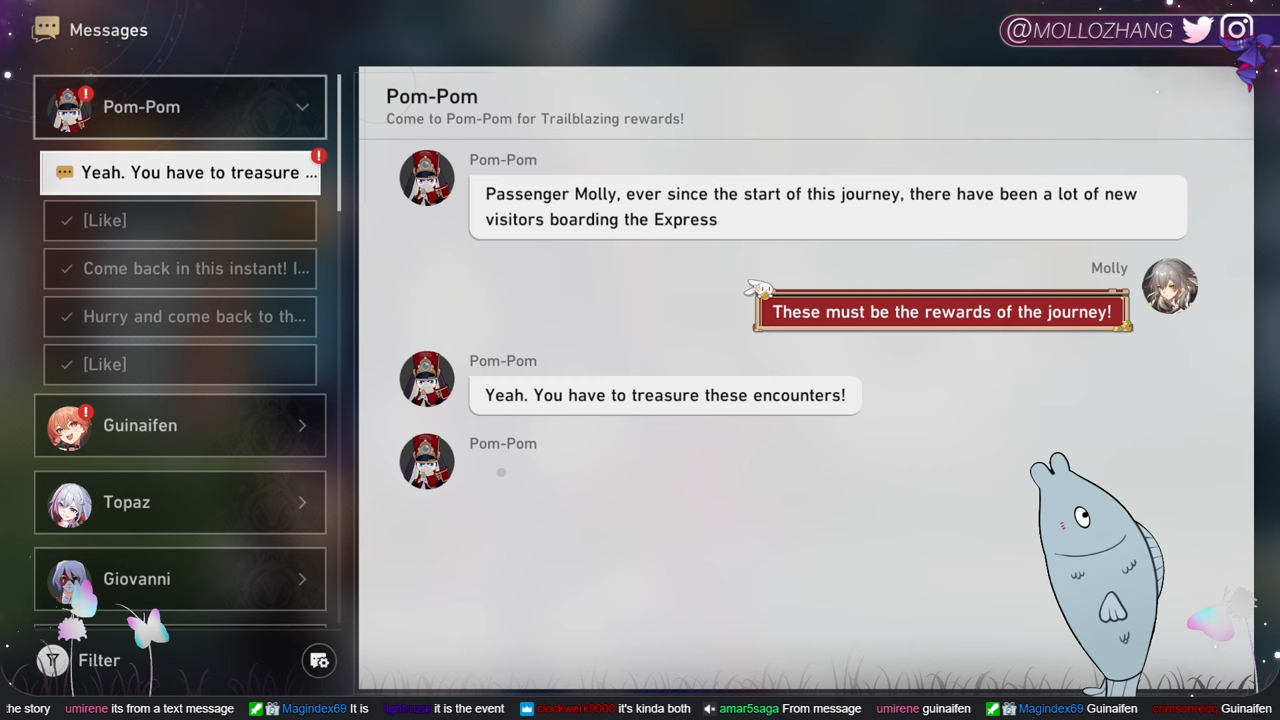 Messages
@MOLLOZHANG
Pom-Pom
Yeah. You have to treasure ...
[Like]
Come back in this instant! I...
Hurry and come back to th...
[Like]
Guinaifen
Topaz
Giovanni
Filter
Pom-Pom
Come to Pom-Pom for Trailblazing rewards!
Pom-Pom
Passenger Molly, ever since the start of this journey, there have been a lot of new
visitors boarding the Express
Molly
These must be the rewards of the journey!
Pom-Pom
Yeah. You have to treasure these encounters!
Pom-Pom
he story umirene its from a text message Magindex69 It is it is the event clockwerk9000 it's kinda both amar5saga From mesage umirene guinaifen Magindex69 Guinaifen crimsonredq Guinaifen